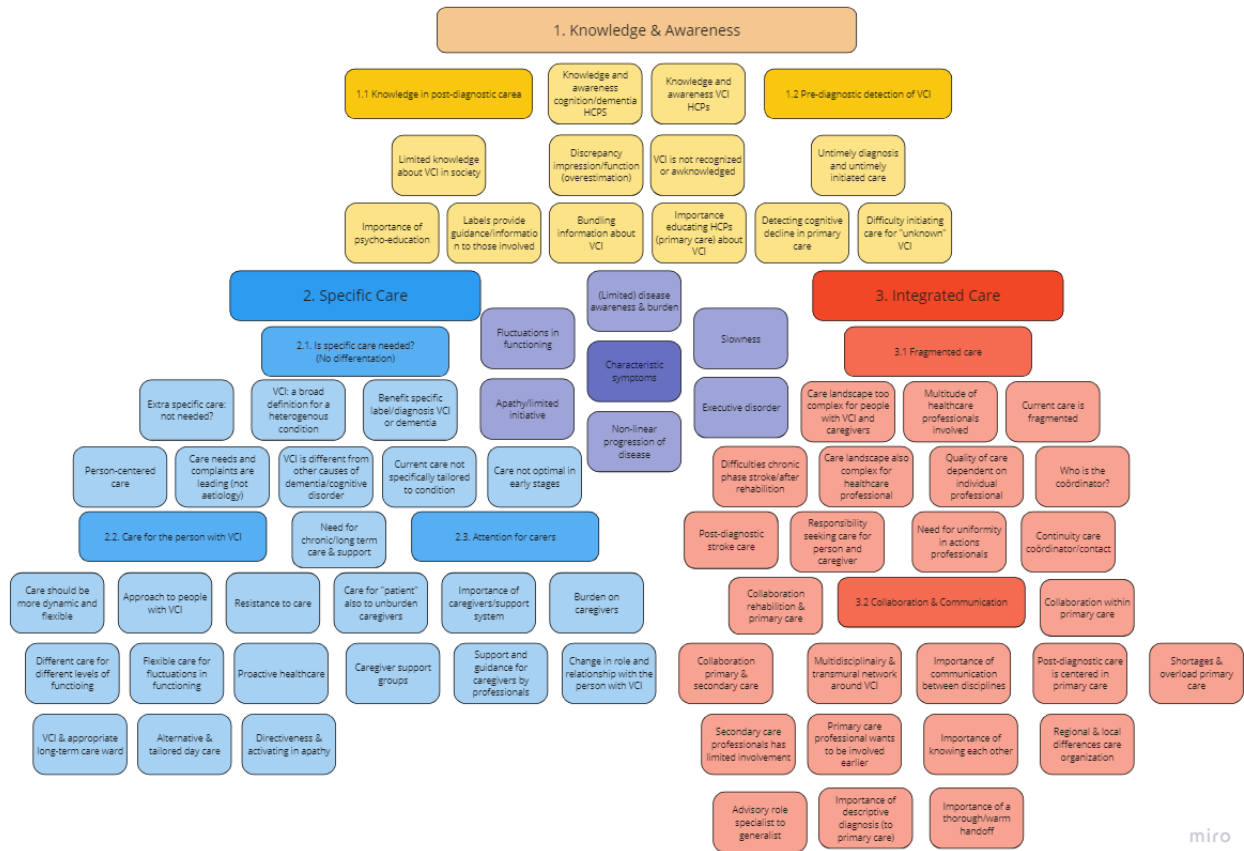 1. Knowledge & Awareness
1.1 Knowledge in post-diagnostic carea
Knowledge and
awareness
cognition/dementia
HCPS
Knowledge and
awareness VCI
HCPs
1.2 Pre-diagnostic detection of VCI
Limited knowledge
about VCI in society
Discrepancy
impression/function
(overestimation)
VCI is not recognized
or awknowledged
Untimely diagnosis
and untimely
initiated care
Importance of
psycho-education
Labels provide
guidance/informatio
n to those involved
Bundling
information about
VCI
Importance
educating HCPs
(primary care) about
VCI
Detecting cognitive
decline in primary
care
Difficulty initiating
care for "unknown"
VCI
2. Specific Care
(Limited) disease
awareness & burden
3. Integrated Care
Fluctuations in
functioning
Slowness
2.1. Is specific care needed?
(No differentation)
Characteristic
symptoms
3.1 Fragmented care
Extra specific care:
not needed?
VCI: a broad
definition for a
heterogenous
condition
Benefit specific
label/diagnosis VCI
or dementia
Apathy/limited
initiative
Executive disorder
Non-linear
progression of
disease
Care landscape too
complex for people
with VCI and
caregivers
Multitude of
healthcare
professionals
involved
Current care is
fragmented
Person-centered
care
Care needs and
complaints are
leading (not
aetiology)
VCI is different from
other causes of
dementia/cognitive
disorder
Current care not
specifically tailored
to condition
Care not optimal in
early stages
Difficulties chronic
phase stroke/after
rehabilition
Care landscape also
complex for
healthcare
professional
Quality of care
dependent on
individual
professional
Who is the
coördinator?
2.2. Care for the person with VCI
Need for
chronic/long term
care & support
2.3. Attention for carers
Post-diagnostic
stroke care
Responsibility
seeking care for
person and
caregiver
Need for uniformity
in actions
professionals
Continuity care
coördinator/contact
Care should be
more dynamic and
flexible
Approach to people
with VCI
Resistance to care
Care for "patient"
also to unburden
caregivers
Importance of
caregivers/support
system
Burden on
caregivers
Collaboration
rehabilition &
primary care
3.2 Collaboration & Communication
Collaboration within
primary care
Different care for
different levels of
functioing
Flexible care for
fluctuations in
functioning
Proactive healthcare
Caregiver support
groups
Support and
guidance for
caregivers by
professionals
Change in role and
relationship with the
person with VCI
Collaboration
primary &
secondary care
Multidisciplinairy &
transmural network
around VCI
Importance of
communication
between disciplines
Post-diagnostic care
is centered in
primary care
Shortages &
overload primary
care
VCI & appropriate
long-term care ward
Alternative &
tailored day care
Directiveness &
activating in apathy
Secondary care
professionals has
limited involvement
Primary care
professional wants
to be involved
earlier
Importance of
knowing each other
Regional & local
differences care
organization
Advisory role
specialist to
generalist
Importance of
descriptive
diagnosis (to
primary care)
Importance of a
thorough/warm
handoff
miro